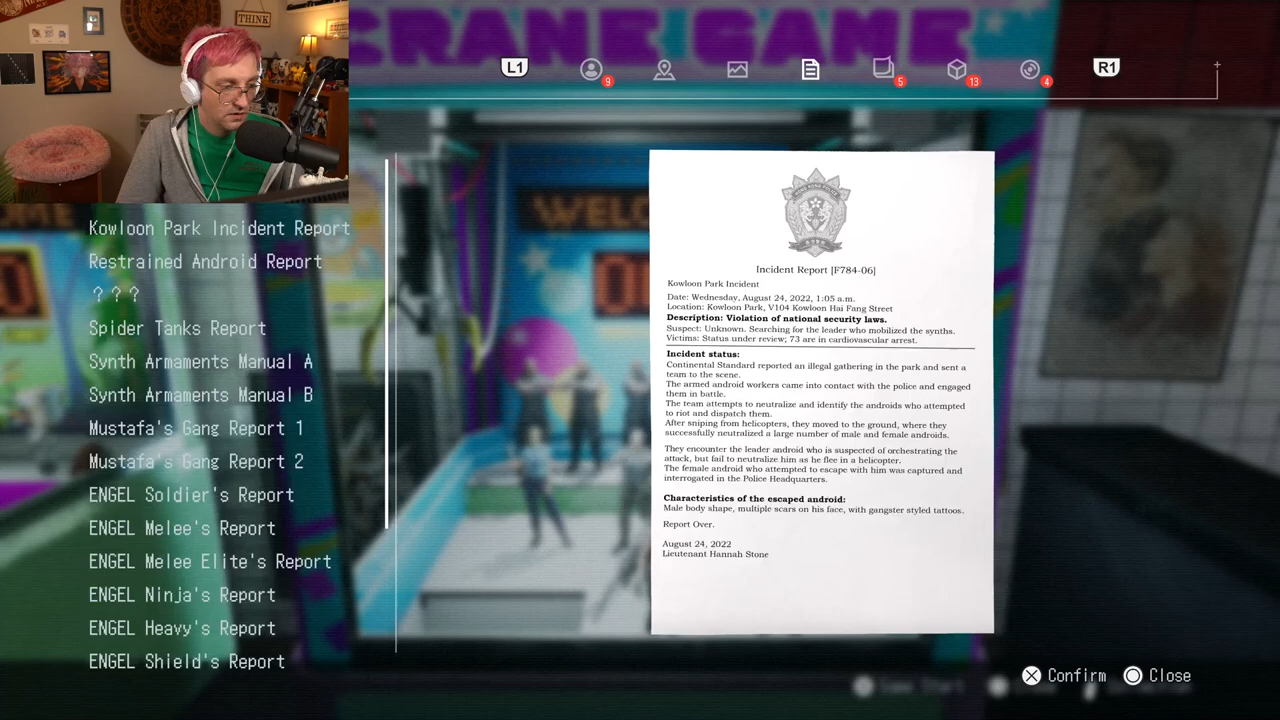 CRANE GAME
THINK
L1
9
5
13
4
R1
WELC
Kowloon Park Incident Report
Restrained Android Report
? ? ?
Spider Tanks Report
Synth Armaments Manual A
Synth Armaments Manual B
Mustafa's Gang Report 1
Mustafa's Gang Report 2
ENGEL Soldier's Report
ENGEL Melee's Report
ENGEL Melee Elite's Report
ENGEL Ninja's Report
ENGEL Heavy's Report
ENGEL Shield's Report
Incident Report [F784-06]
Kowloon Park Incident
Date: Wednesday, August 24, 2022, 1:05 a.m.
Location: Kowloon Park, V104 Kowloon Hai Fang Street
Description: Violation of national security laws.
Suspect: Unknown. Searching for the leader who mobilized the synths.
Victims: Status under review; 73 are in cardiovascular arrest.
Incident status:
Continental Standard reported an illegal gathering in the park and sent a
team to the scene.
The armed android workers came into contact with the police and engaged
them in battle.
The team attempts to neutralize and identify the androids who attempted
to riot and dispatch them.
After sniping from helicopters, they moved to the ground, where they
successfully neutralized a large number of male and female androids.
They encounter the leader android who is suspected of orchestrating the
attack, but fail to neutralize him as he flee in a helicopter.
The female android who attempted to escape with him was captured and
interrogated in the Police Headquarters.
Characteristics of the escaped android:
Male body shape, multiple scars on his face, with gangster styled tattoos.
Report Over.
August 24, 2022
Lieutenant Hannah Stone
Confirm
Close